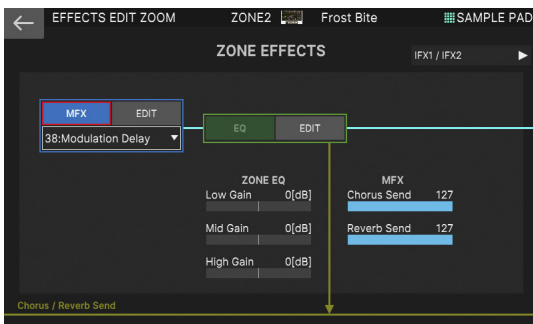 EFFECTS EDIT ZOOM ZONE2 Frost Bite SAMPLE PAD
ZONE EFFECTS
IFX1 / IFX2
MFX EDIT
38:Modulation Delay
EQ EDIT
ZONE EQ
Low Gain 0[dB]
Mid Gain 0[dB]
High Gain 0[dB]
MFX
Chorus Send 127
Reverb Send 127
Chorus / Reverb Send